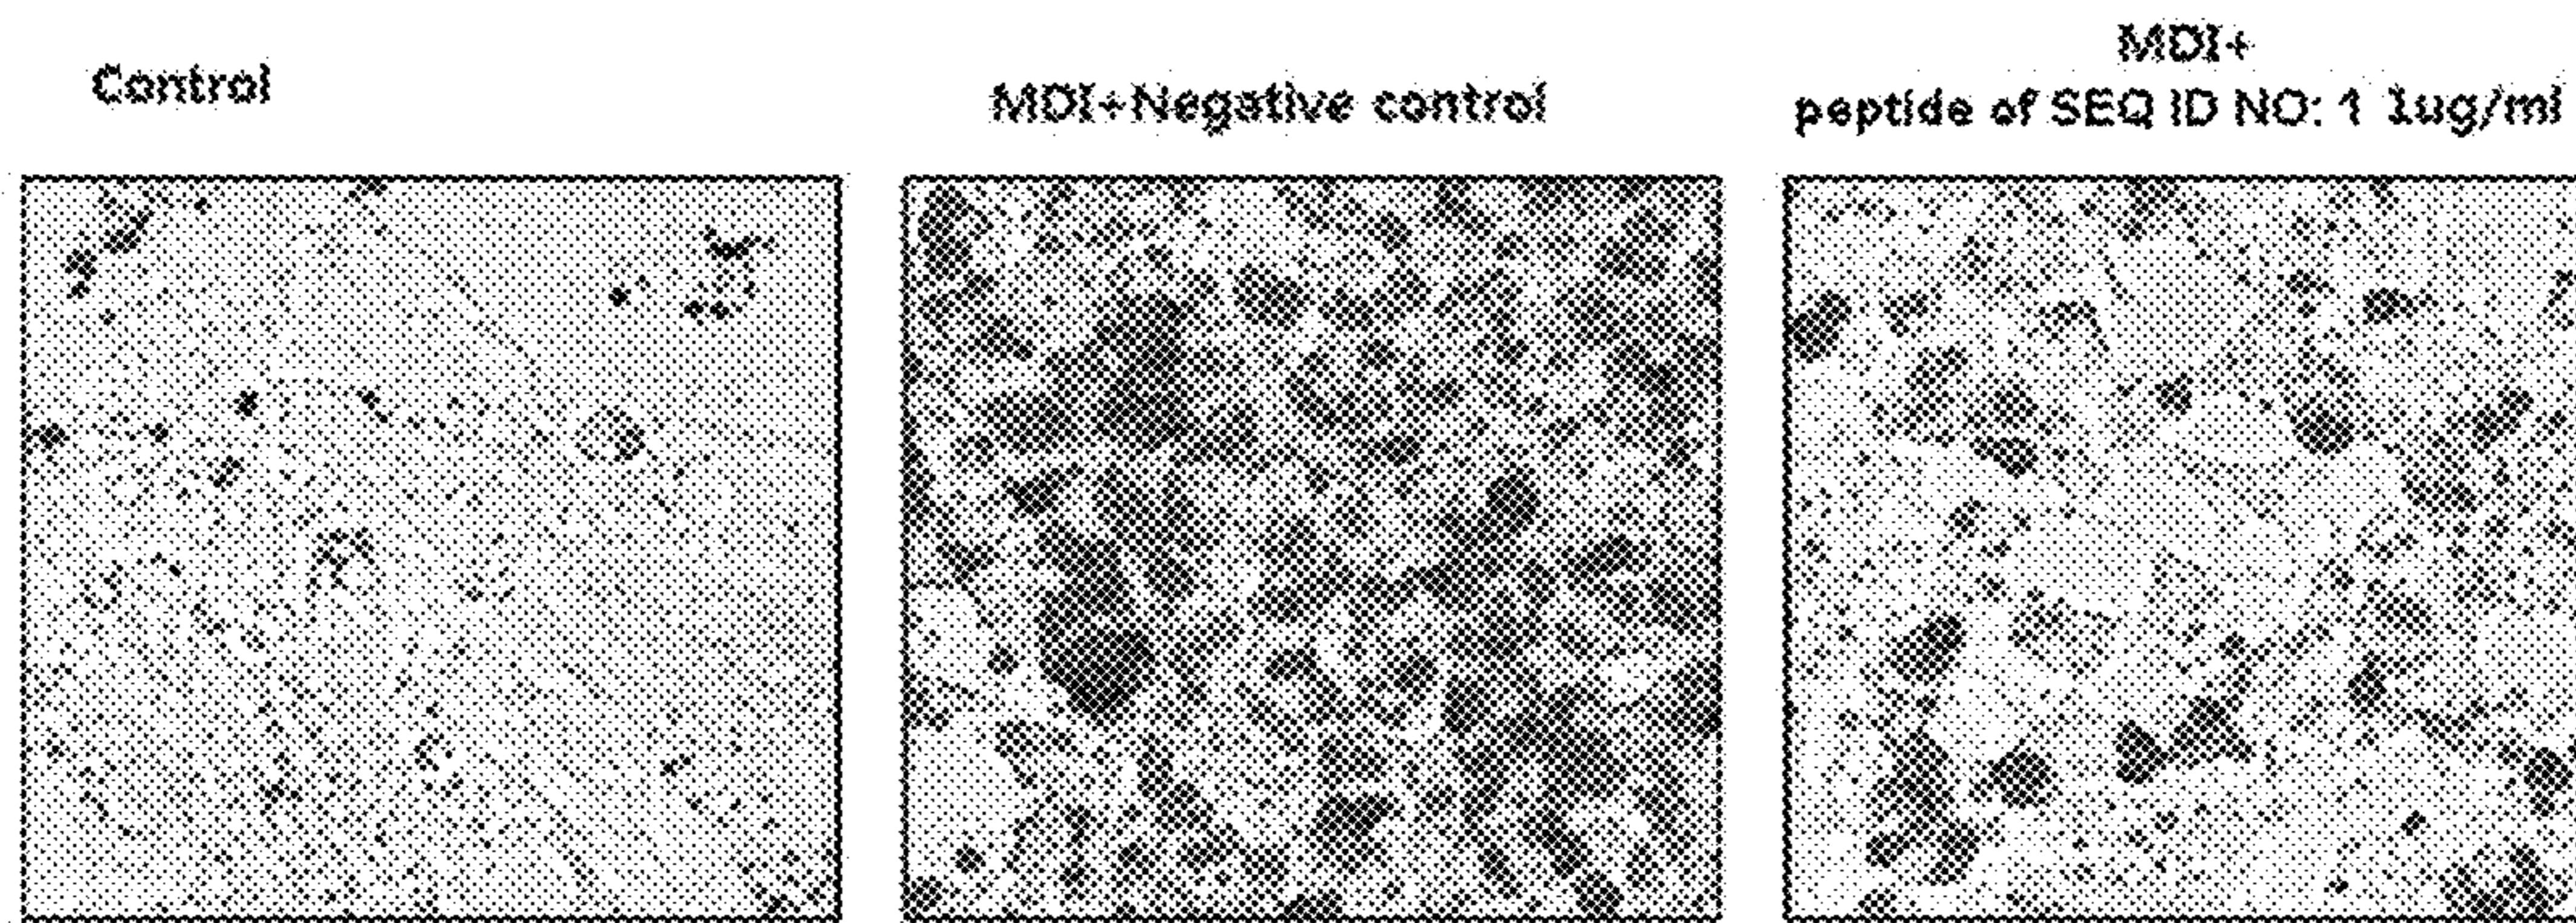 Control
MDI+Negative control
MDI+
peptide of SEQ ID NO: 1 1ug/ml